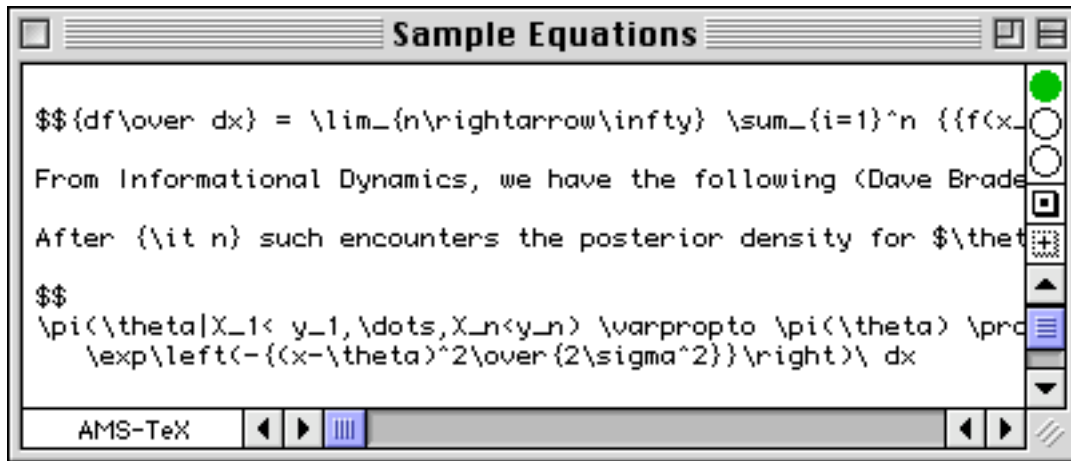 Sample Equations
$${df\over dx} = \lim_{n\rightarrow\infty} \sum_{i=1}^n {{f(x_
From Informational Dynamics, we have the following (Dave Brade
After {\it n} such encounters the posterior density for $\thet
$$
\pi(\theta|X_1< y_1,\dots,X_n<y_n) \varpropto \pi(\theta) \pro
\exp\left(-{(x-\theta)^2\over{2\sigma^2}}\right)\ dx
AMS-TeX